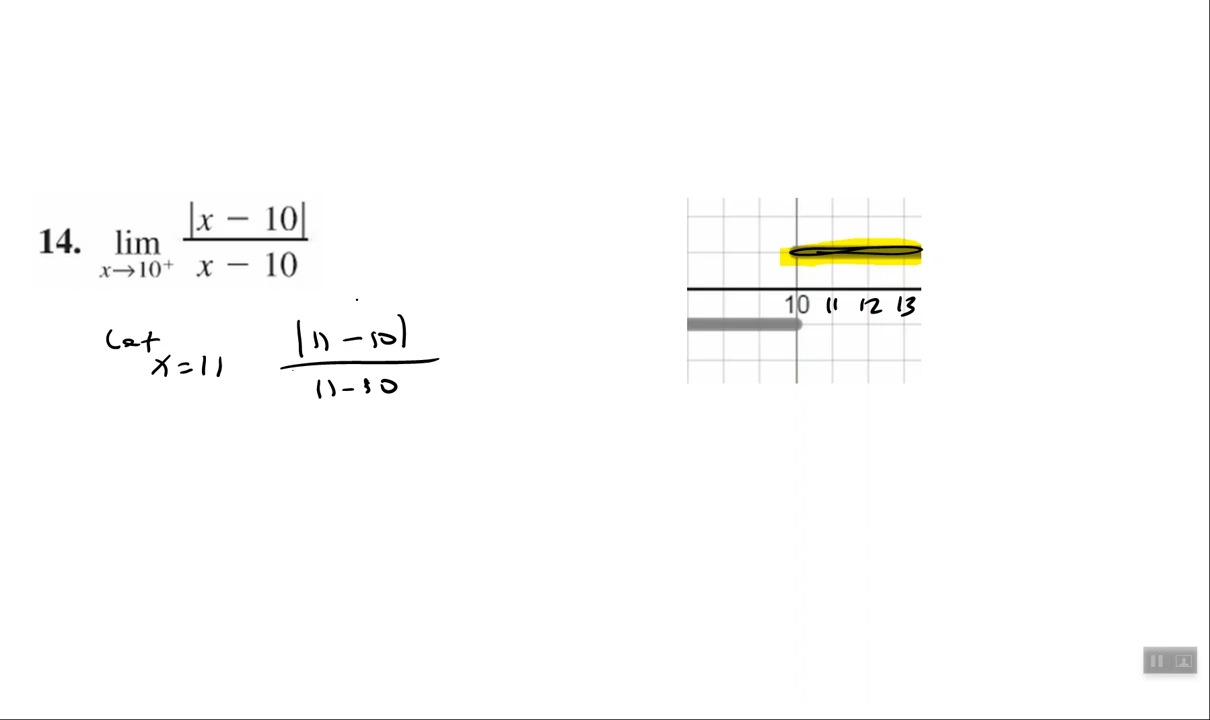 14. lim |x − 10|
x→10⁺ x − 10
Let
x = 11
|11 − 10|
11 − 10
10 11 12 13